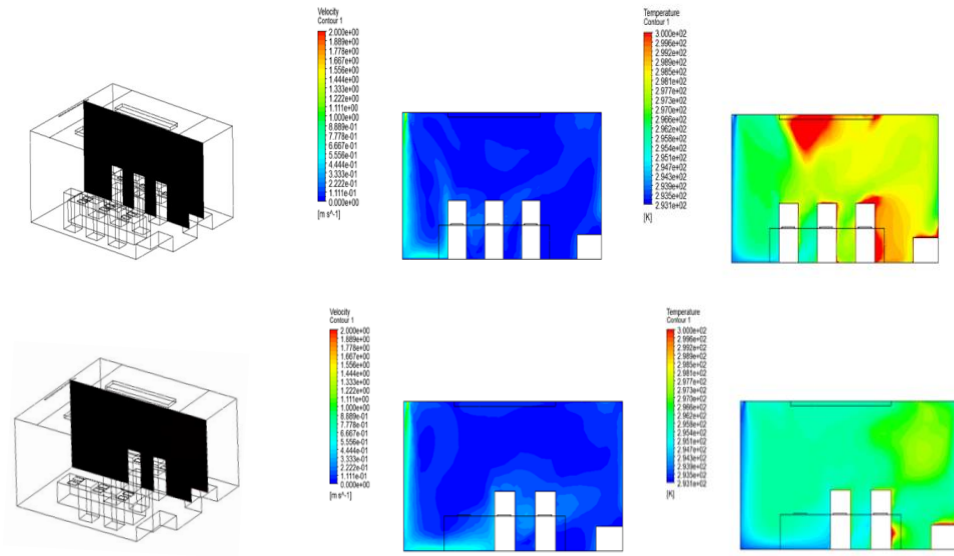 Velocity
Contour 1
2.000e+00
1.889e+00
1.778e+00
1.667e+00
1.556e+00
1.444e+00
1.333e+00
1.222e+00
1.111e+00
1.000e+00
8.889e-01
7.778e-01
6.667e-01
5.556e-01
4.444e-01
3.333e-01
2.222e-01
1.111e-01
0.000e+00
[m s^-1]
Temperature
Contour 1
3.000e+02
2.996e+02
2.992e+02
2.989e+02
2.985e+02
2.981e+02
2.977e+02
2.973e+02
2.970e+02
2.966e+02
2.962e+02
2.958e+02
2.954e+02
2.951e+02
2.947e+02
2.943e+02
2.939e+02
2.935e+02
2.931e+02
[K]
Velocity
Contour 1
2.000e+00
1.889e+00
1.778e+00
1.667e+00
1.556e+00
1.444e+00
1.333e+00
1.222e+00
1.111e+00
1.000e+00
8.889e-01
7.778e-01
6.667e-01
5.556e-01
4.444e-01
3.333e-01
2.222e-01
1.111e-01
0.000e+00
[m s^-1]
Temperature
Contour 1
3.000e+02
2.996e+02
2.992e+02
2.989e+02
2.985e+02
2.981e+02
2.977e+02
2.973e+02
2.970e+02
2.966e+02
2.962e+02
2.958e+02
2.954e+02
2.951e+02
2.947e+02
2.943e+02
2.939e+02
2.935e+02
2.931e+02
[K]